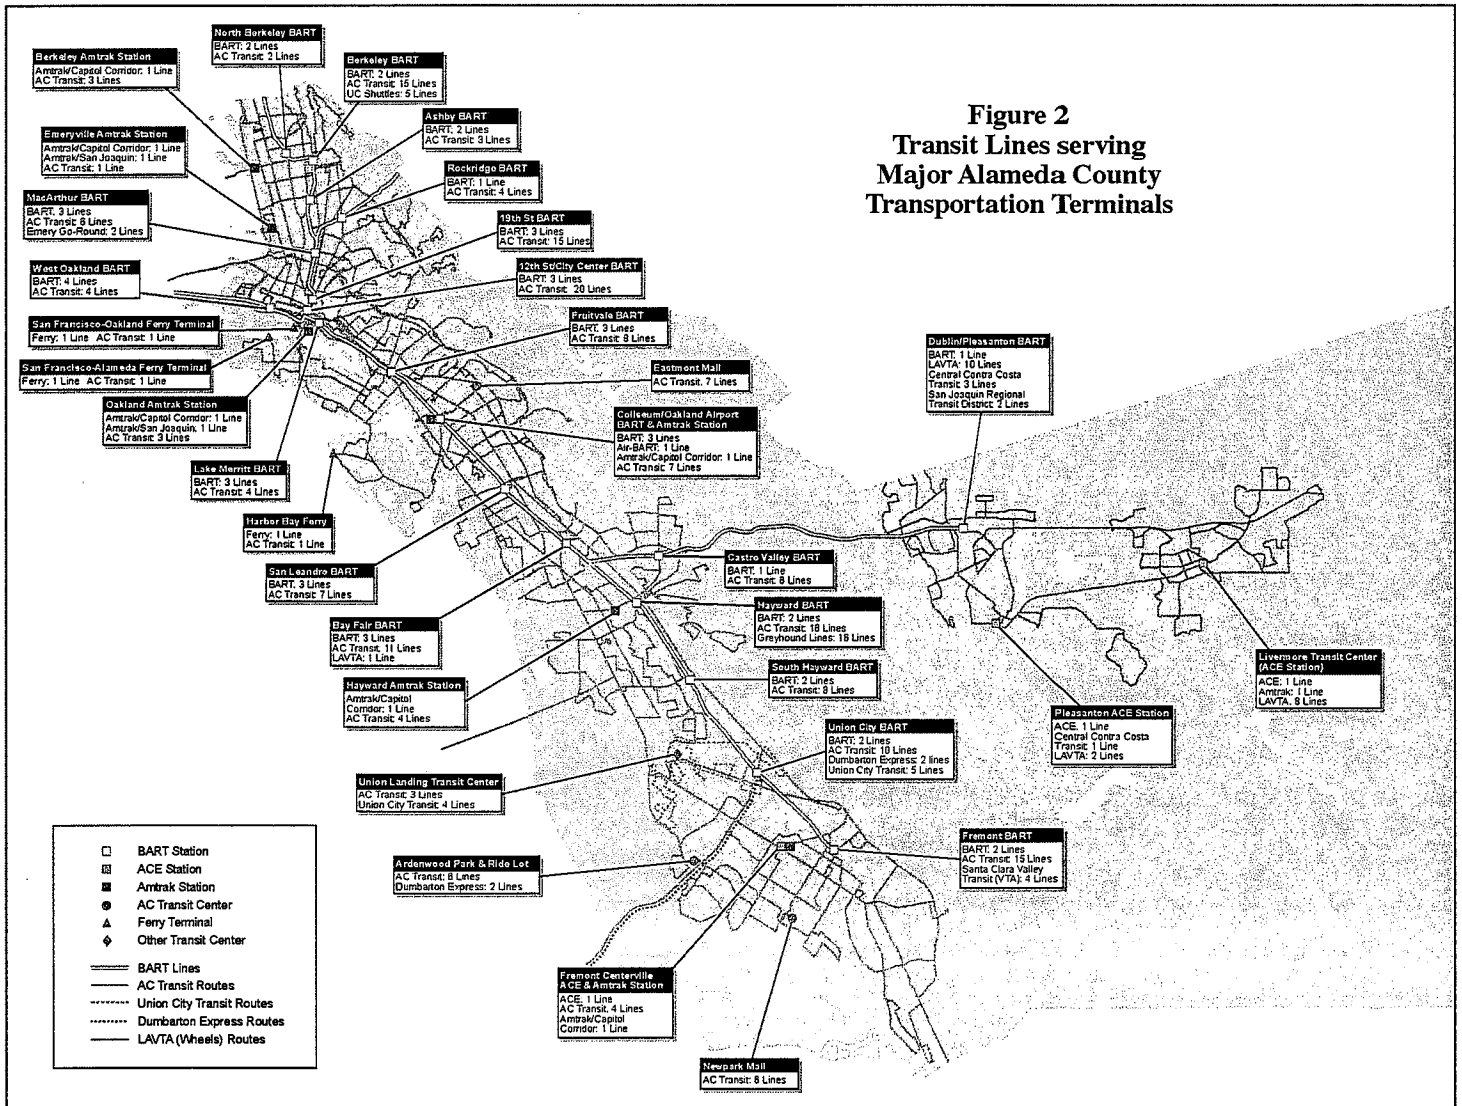 Figure 2
Transit Lines serving
Major Alameda County
Transportation Terminals
North Berkeley BART
BART: 2 Lines
AC Transit: 2 Lines
Berkeley Amtrak Station
Amtrak/Capitol Corridor: 1 Line
AC Transit: 3 Lines
Berkeley BART
BART: 2 Lines
AC Transit: 15 Lines
UC Shuttles: 5 Lines
Ashby BART
BART: 2 Lines
AC Transit: 3 Lines
Emeryville Amtrak Station
Amtrak/Capitol Corridor: 1 Line
Amtrak/San Joaquin: 1 Line
AC Transit: 1 Line
Rockridge BART
BART: 1 Line
AC Transit: 4 Lines
MacArthur BART
BART: 3 Lines
AC Transit: 6 Lines
Emery Go-Round: 2 Lines
19th St BART
BART: 3 Lines
AC Transit: 15 Lines
West Oakland BART
BART: 4 Lines
AC Transit: 4 Lines
12th St/City Center BART
BART: 3 Lines
AC Transit: 20 Lines
San Francisco-Oakland Ferry Terminal
Ferry: 1 Line AC Transit: 1 Line
Fruitvale BART
BART: 3 Lines
AC Transit: 8 Lines
San Francisco-Alameda Ferry Terminal
Ferry: 1 Line AC Transit: 1 Line
Eastmont Mall
AC Transit: 7 Lines
Dublin/Pleasanton BART
BART: 1 Line
LAVTA: 10 Lines
Central Contra Costa
Transit: 3 Lines
San Joaquin Regional
Transit District: 2 Lines
Oakland Amtrak Station
Amtrak/Capitol Corridor: 1 Line
Amtrak/San Joaquin: 1 Line
AC Transit: 3 Lines
Coliseum/Oakland Airport
BART & Amtrak Station
BART: 3 Lines
Air-BART: 1 Line
Amtrak/Capitol Corridor: 1 Line
AC Transit: 7 Lines
Lake Merritt BART
BART: 3 Lines
AC Transit: 4 Lines
Harbor Bay Ferry
Ferry: 1 Line
AC Transit: 1 Line
San Leandro BART
BART: 3 Lines
AC Transit: 7 Lines
Castro Valley BART
BART: 1 Line
AC Transit: 8 Lines
Hayward BART
BART: 2 Lines
AC Transit: 18 Lines
Greyhound Lines: 18 Lines
Bay Fair BART
BART: 3 Lines
AC Transit: 11 Lines
LAVTA: 1 Line
South Hayward BART
BART: 2 Lines
AC Transit: 8 Lines
Livermore Transit Center
(ACE Station)
ACE: 1 Line
Amtrak: 1 Line
LAVTA: 8 Lines
Hayward Amtrak Station
Amtrak/Capitol
Corridor: 1 Line
AC Transit: 4 Lines
Pleasanton ACE Station
ACE: 1 Line
Central Contra Costa
Transit: 1 Line
LAVTA: 2 Lines
Union City BART
BART: 2 Lines
AC Transit: 10 Lines
Dumbarton Express: 2 lines
Union City Transit: 5 Lines
Union Landing Transit Center
AC Transit: 3 Lines
Union City Transit: 4 Lines
Fremont BART
BART: 2 Lines
AC Transit: 15 Lines
Santa Clara Valley
Transit (VTA): 4 Lines
Ardenwood Park & Ride Lot
AC Transit: 8 Lines
Dumbarton Express: 2 Lines
Fremont Centerville
ACE & Amtrak Station
ACE: 1 Line
AC Transit: 4 Lines
Amtrak/Capitol
Corridor: 1 Line
Newpark Mall
AC Transit: 8 Lines
BART Station
ACE Station
Amtrak Station
AC Transit Center
Ferry Terminal
Other Transit Center
BART Lines
AC Transit Routes
Union City Transit Routes
Dumbarton Express Routes
LAVTA (Wheels) Routes